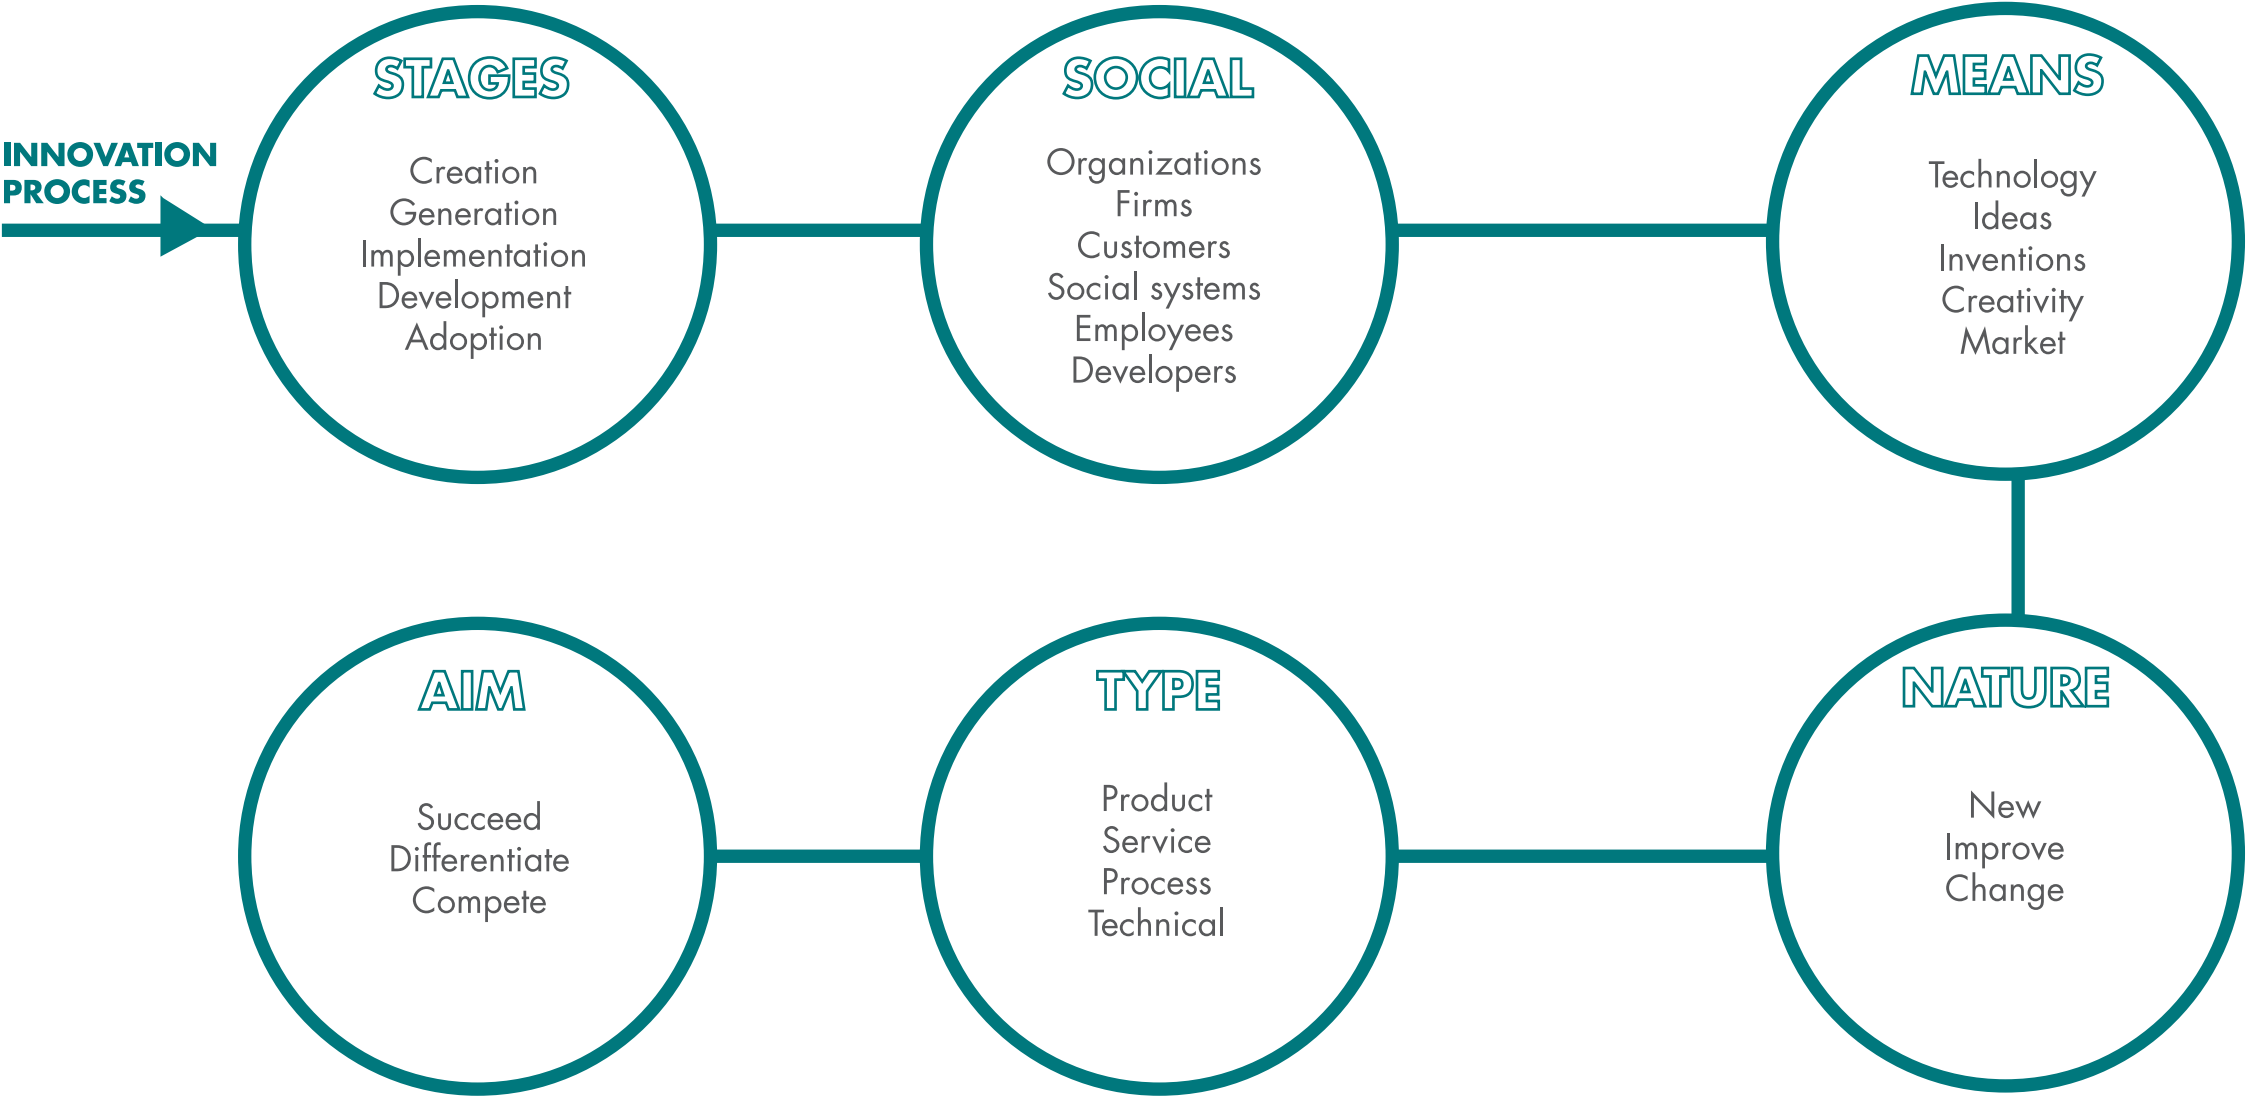 INNOVATION
PROCESS
STAGES
Creation
Generation
Implementation
Development
Adoption
SOCIAL
Organizations
Firms
Customers
Social systems
Employees
Developers
MEANS
Technology
Ideas
Inventions
Creativity
Market
NATURE
New
Improve
Change
TYPE
Product
Service
Process
Technical
AIM
Succeed
Differentiate
Compete